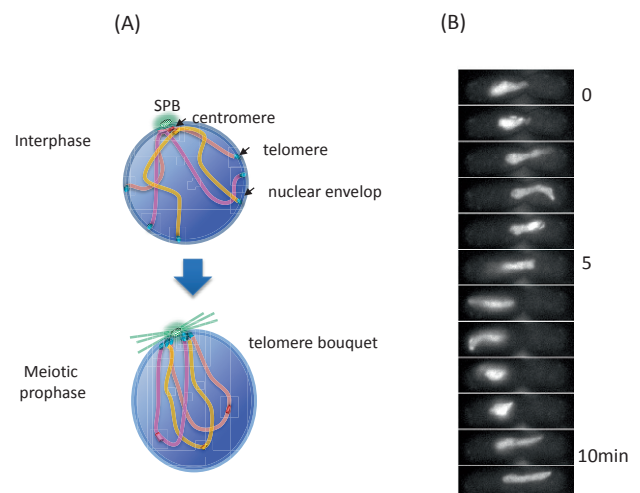 (A)
(B)
SPB
centromere
Interphase
telomere
nuclear envelop
telomere bouquet
Meiotic
prophase
0
5
10min